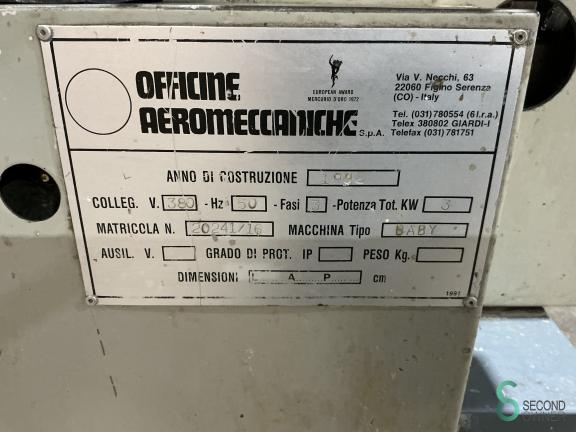 OFFICINE
AEROMECCANICHE S.p.A.
EUROPEAN AWARD
MERCURIO D'ORO 1972
Via V. Necchi, 63
22060 Figino Serenza
(CO) - Italy
Tel. (031) 780554 (6 l.r.a.)
Telex 380802 GIARDI-I
Telefax (031) 781751
ANNO DI COSTRUZIONE 1992
COLLEG. V. 380 - Hz 50 - Fasi 3 - Potenza Tot. KW 3
MATRICOLA N. 20241/16 MACCHINA Tipo BABY
AUSIL. V. GRADO DI PROT. IP PESO Kg.
DIMENSIONI L....A....P.... cm
1991
SECOND
OWNER